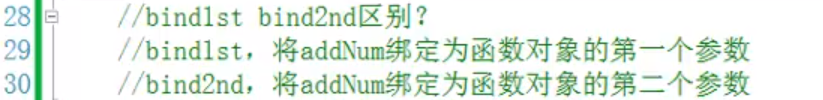 28 //bind1st bind2nd区别？
29 //bind1st，将addNum绑定为函数对象的第一个参数
30 //bind2nd，将addNum绑定为函数对象的第二个参数